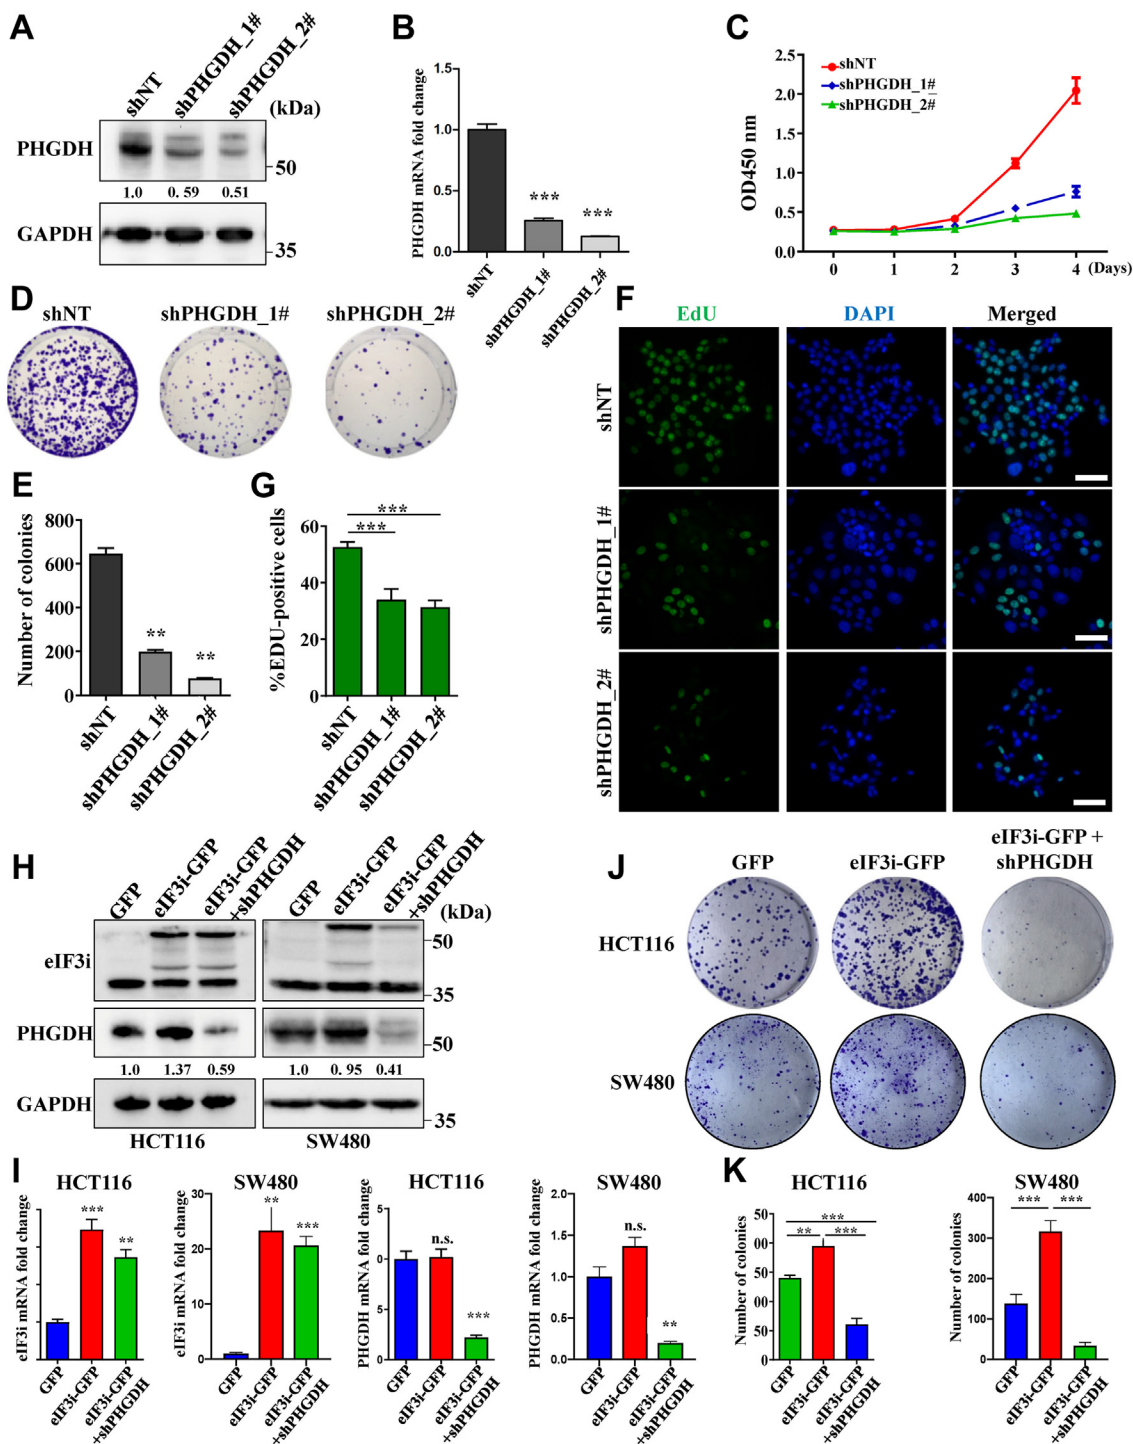 A
shNT
shPHGDH_1#
shPHGDH_2#
(kDa)
PHGDH
50
1.0 0. 59 0.51
GAPDH
35
B
PHGDH mRNA fold change
1.5
1.0
0.5
0.0
***
***
shNT
shPHGDH_1#
shPHGDH_2#
C
OD450 nm
2.5
2.0
1.5
1.0
0.5
0.0
shNT
shPHGDH_1#
shPHGDH_2#
0 1 2 3 4 (Days)
D
shNT shPHGDH_1# shPHGDH_2#
E
Number of colonies
800
600
400
200
0
**
**
shNT
shPHGDH_1#
shPHGDH_2#
G
%EDU-positive cells
60
40
20
0
***
***
shNT
shPHGDH_1#
shPHGDH_2#
F
EdU DAPI Merged
shNT
shPHGDH_1#
shPHGDH_2#
H
GFP
eIF3i-GFP
eIF3i-GFP
+shPHGDH
GFP
eIF3i-GFP
eIF3i-GFP
+shPHGDH
(kDa)
eIF3i
50
35
PHGDH
50
1.0 1.37 0.59 1.0 0. 95 0.41
GAPDH
35
HCT116 SW480
J
GFP eIF3i-GFP eIF3i-GFP +
shPHGDH
HCT116
SW480
I
HCT116
eIF3i mRNA fold change
***
**
GFP
eIF3i-GFP
eIF3i-GFP
+shPHGDH
SW480
eIF3i mRNA fold change
30
20
10
0
**
***
GFP
eIF3i-GFP
eIF3i-GFP
+shPHGDH
HCT116
PHGDH mRNA fold change
5
0
5
0
n.s.
***
GFP
eIF3i-GFP
eIF3i-GFP
+shPHGDH
SW480
PHGDH mRNA fold change
2.0
1.5
1.0
0.5
0.0
n.s.
**
GFP
eIF3i-GFP
eIF3i-GFP
+shPHGDH
K
HCT116
Number of colonies
50
00
50
00
50
0
***
** ***
GFP
eIF3i-GFP
eIF3i-GFP
+shPHGDH
SW480
Number of colonies
400
300
200
100
0
*** ***
GFP
eIF3i-GFP
eIF3i-GFP
+shPHGDH